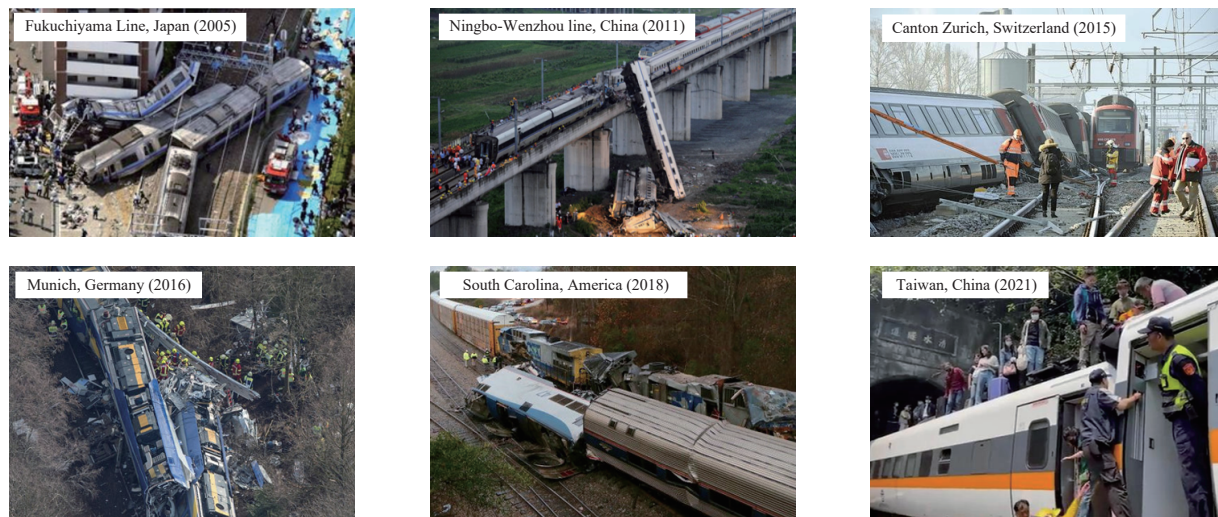 Fukuchiyama Line, Japan (2005)
Ningbo-Wenzhou line, China (2011)
Canton Zurich, Switzerland (2015)
Munich, Germany (2016)
South Carolina, America (2018)
Taiwan, China (2021)